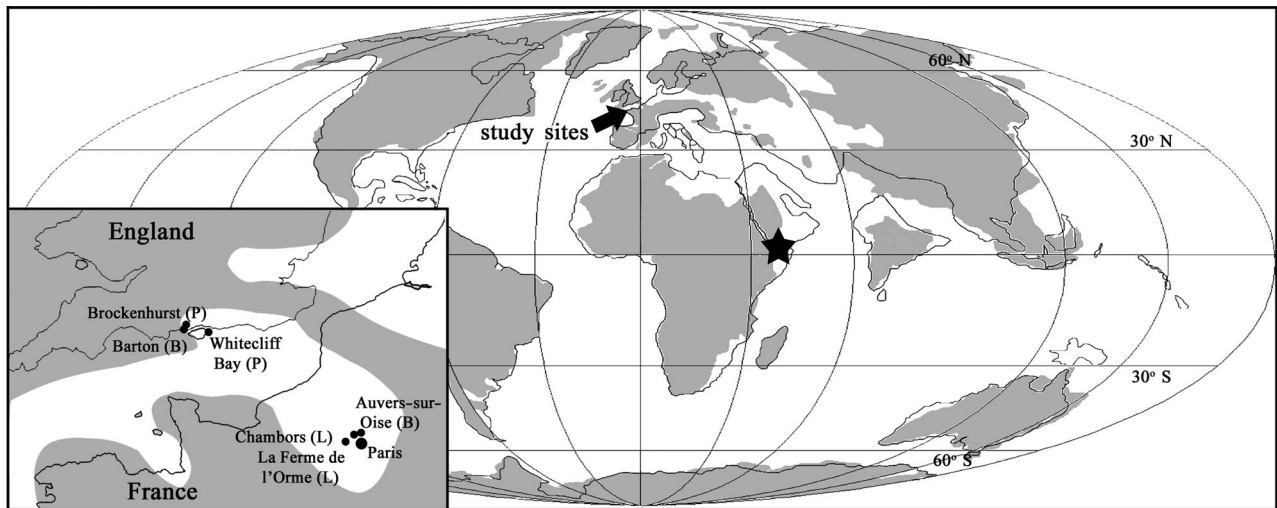 60° N
study sites
30° N
England
Brockenhurst (P)
Barton (B)
Whitecliff
Bay (P)
Auvers-sur-
Oise (B)
Chambors (L)
Paris
La Ferme de
l'Orme (L)
France
30° S
60° S